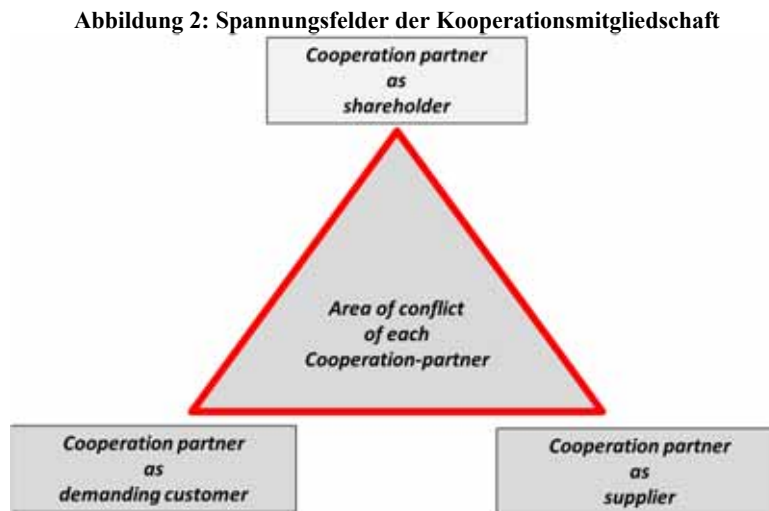 Abbildung 2: Spannungsfelder der Kooperationsmitgliedschaft
Cooperation partner
as
shareholder
Area of conflict
of each
Cooperation-partner
Cooperation partner
as
demanding customer
Cooperation partner
as
supplier